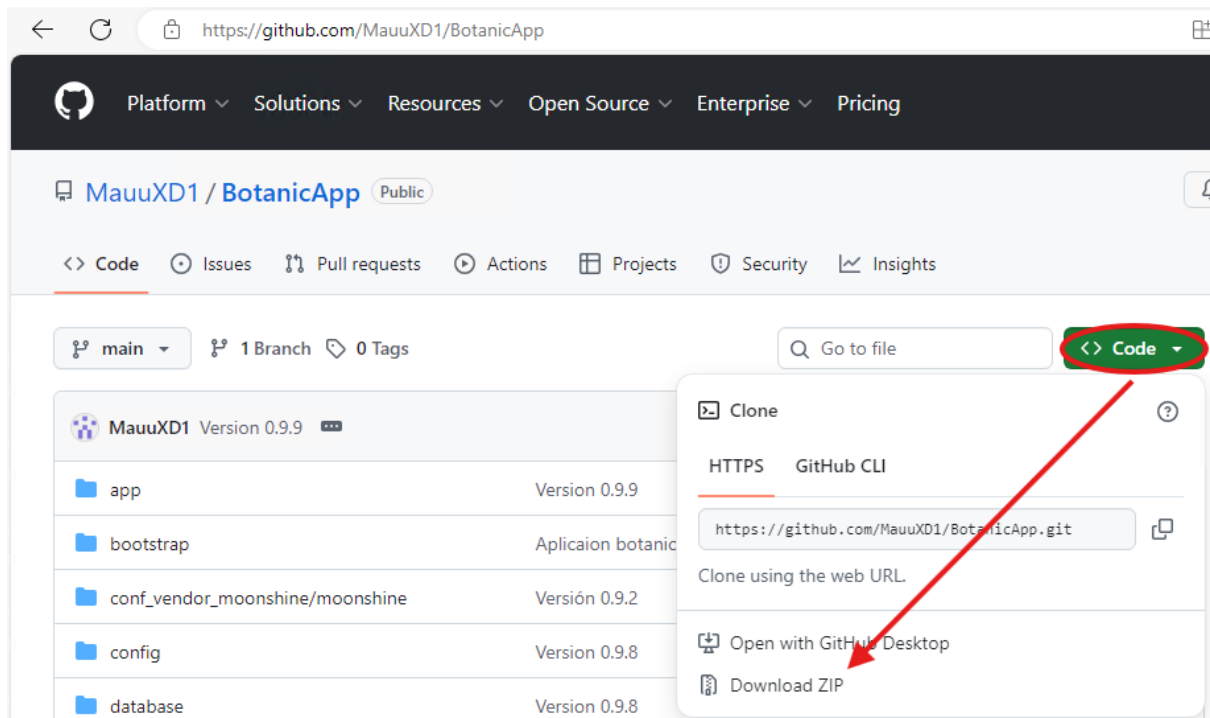 https://github.com/MauuXD1/BotanicApp
Platform Solutions Resources Open Source Enterprise Pricing
MauuXD1 / BotanicApp Public
<> Code Issues Pull requests Actions Projects Security Insights
main 1 Branch 0 Tags Go to file <> Code
MauuXD1 Version 0.9.9
app Version 0.9.9
bootstrap Aplicaion botanic
conf_vendor_moonshine/moonshine Versión 0.9.2
config Version 0.9.8
database Version 0.9.8
Clone
HTTPS GitHub CLI
https://github.com/MauuXD1/BotanicApp.git
Clone using the web URL.
Open with GitHub Desktop
Download ZIP